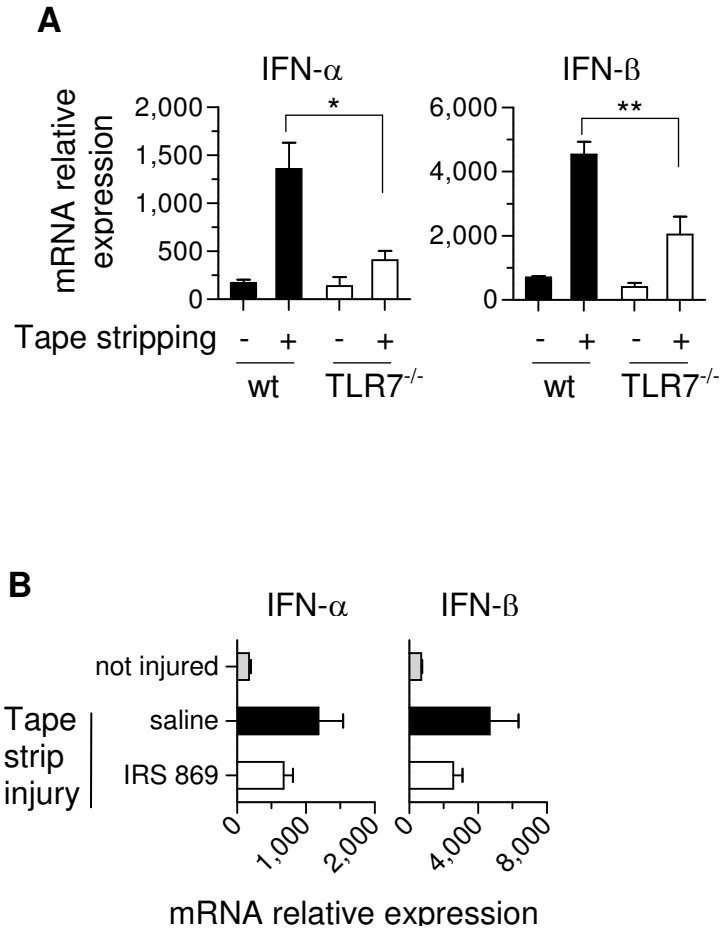 A
IFN-α IFN-ß
mRNA relative
expression
2,000
1,500
1,000
500
0
*
6,000
4,000
2,000
0
**
Tape stripping - + - + - + - +
wt TLR7-/- wt TLR7-/-
B
IFN-α IFN-ß
not injured
Tape
strip
injury
saline
IRS 869
0 1,000 2,000 0 4,000 8,000
mRNA relative expression